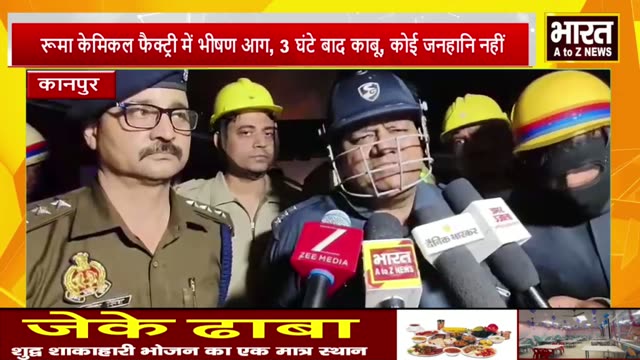 रूमा केमिकल फैक्ट्री में भीषण आग, 3 घंटे बाद काबू, कोई जनहानि नहीं
भारत
A to Z NEWS
कानपुर
Z
ZEE MEDIA
भारत
A to Z NEWS
दैनिक भास्कर
जेके ढाबा
शुद्व शाकाहारी भोजन का एक मात्र स्थान